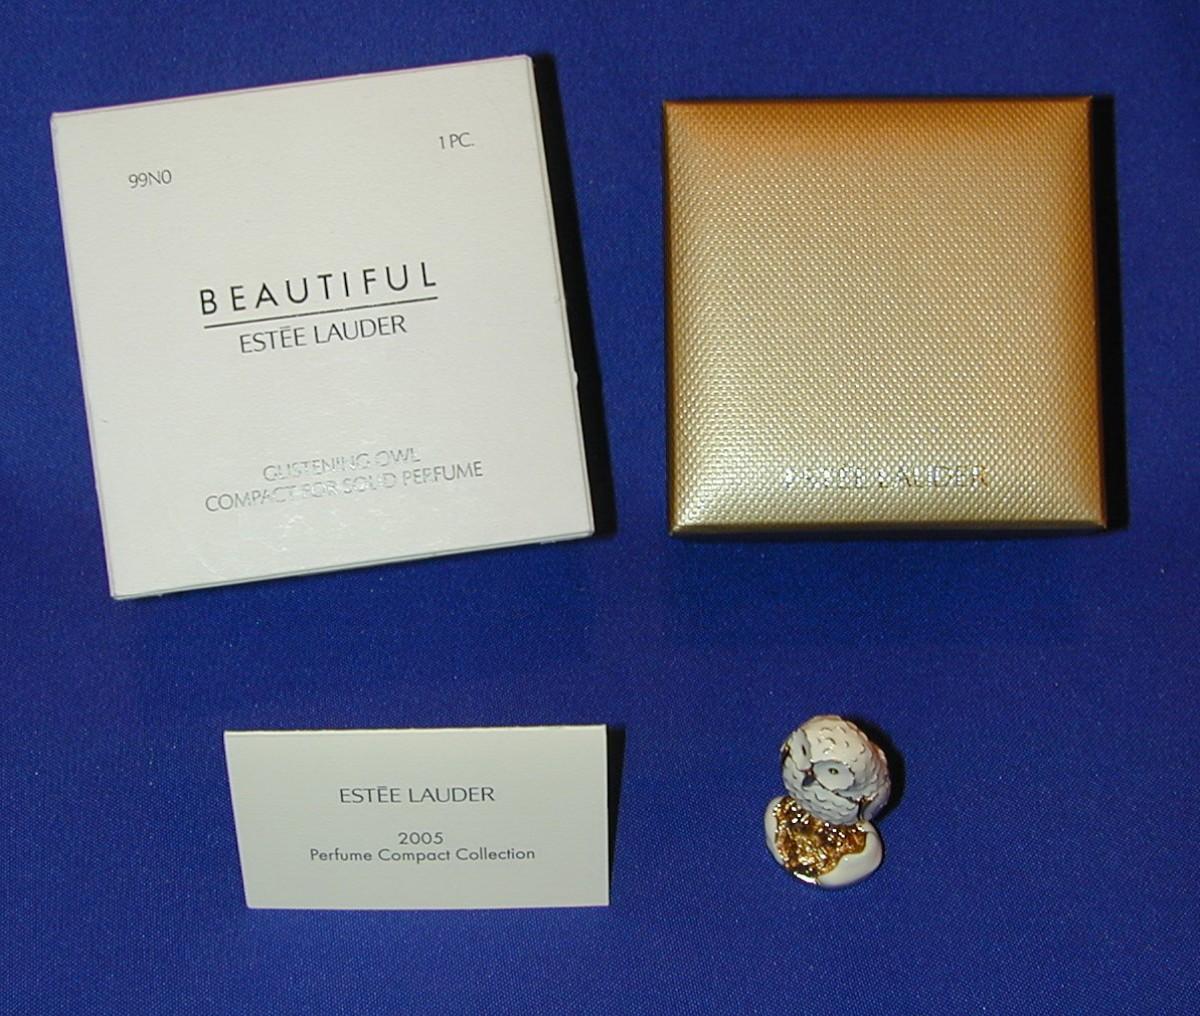 99N0
1 PC.
BEAUTIFUL
ESTĒE LAUDER
GLISTENING OWL
COMPACT FOR SOLID PERFUME
ESTĒE LAUDER
ESTĒE LAUDER
2005
Perfume Compact Collection